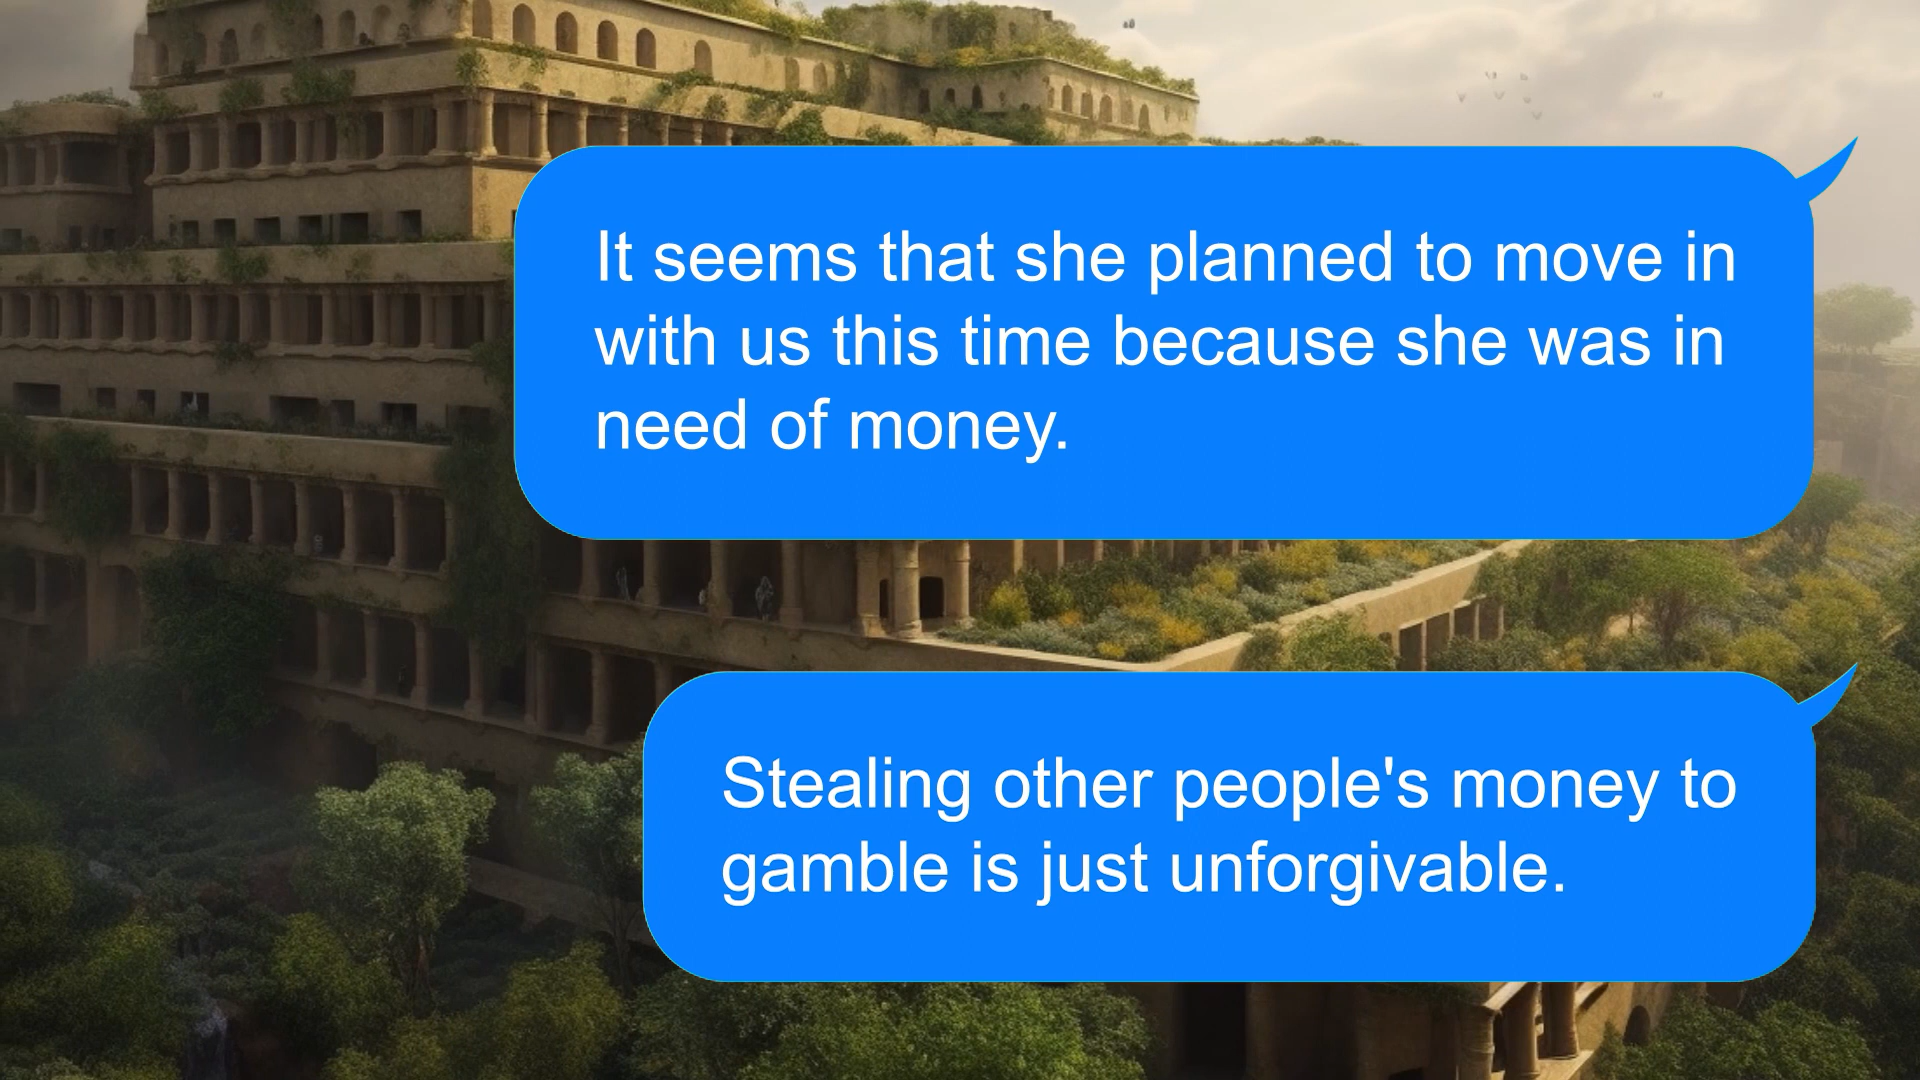 It seems that she planned to move in
with us this time because she was in
need of money.
Stealing other people's money to
gamble is just unforgivable.